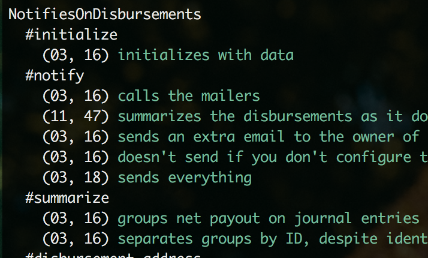 NotifiesOnDisbursements
#initialize
(03, 16) initializes with data
#notify
(03, 16) calls the mailers
(11, 47) summarizes the disbursements as it do
(03, 16) sends an extra email to the owner of
(03, 16) doesn't send if you don't configure t
(03, 18) sends everything
#summarize
(03, 16) groups net payout on journal entries
(03, 16) separates groups by ID, despite ident
#disbursement_address